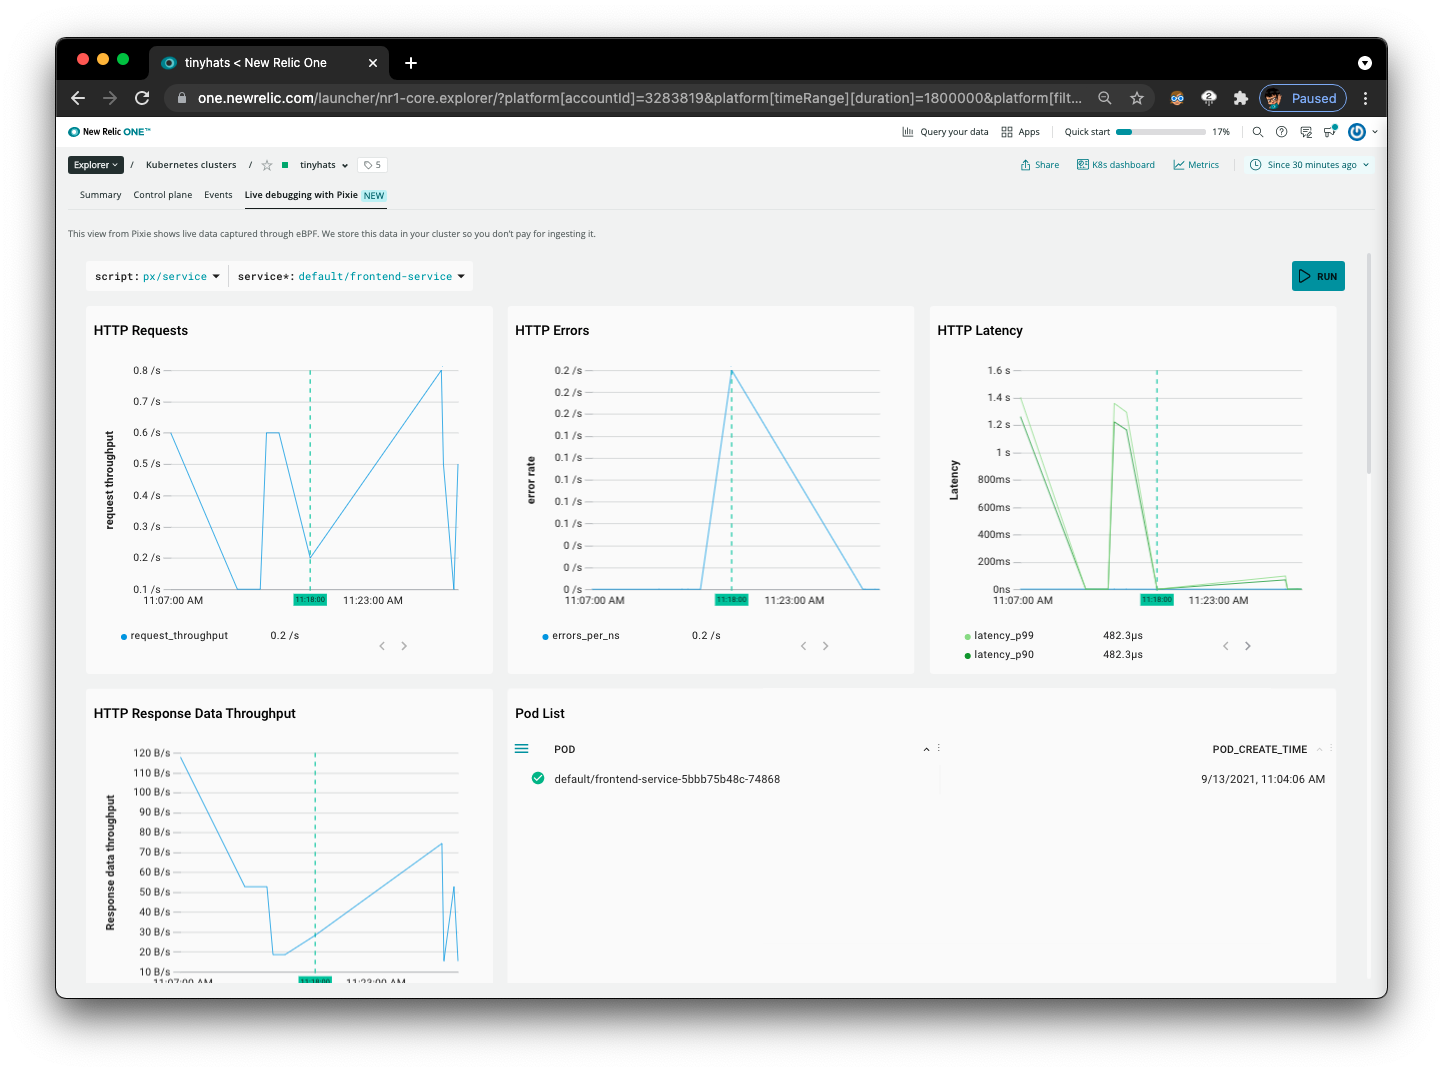 tinyhats < New Relic One
one.newrelic.com/launcher/nr1-core.explorer/?platform[accountId]=3283819&platform[timeRange][duration]=1800000&platform[filt...
Paused
New Relic ONE™
Query your data
Apps
Quick start
17%
Explorer / Kubernetes clusters / tinyhats 5
Share
K8s dashboard
Metrics
Since 30 minutes ago
Summary Control plane Events Live debugging with Pixie NEW
This view from Pixie shows live data captured through eBPF. We store this data in your cluster so you don't pay for ingesting it.
script: px/service service*: default/frontend-service
RUN
HTTP Requests
request throughput
0.8 /s
0.7 /s
0.6 /s
0.5 /s
0.4 /s
0.3 /s
0.2 /s
0.1 /s
11:07:00 AM 11:18:00 11:23:00 AM
request_throughput 0.2 /s
HTTP Errors
error rate
0.2 /s
0.2 /s
0.2 /s
0.1 /s
0.1 /s
0.1 /s
0.1 /s
0.1 /s
0 /s
0 /s
0 /s
11:07:00 AM 11:18:00 11:23:00 AM
errors_per_ns 0.2 /s
HTTP Latency
Latency
1.6 s
1.4 s
1.2 s
1 s
800ms
600ms
400ms
200ms
0ns
11:07:00 AM 11:18:00 11:23:00 AM
latency_p99 482.3µs
latency_p90 482.3µs
HTTP Response Data Throughput
Response data throughput
120 B/s
110 B/s
100 B/s
90 B/s
80 B/s
70 B/s
60 B/s
50 B/s
40 B/s
30 B/s
20 B/s
10 B/s
11:07:00 AM 11:18:00 11:23:00 AM
Pod List
POD POD_CREATE_TIME
default/frontend-service-5bbb75b48c-74868 9/13/2021, 11:04:06 AM